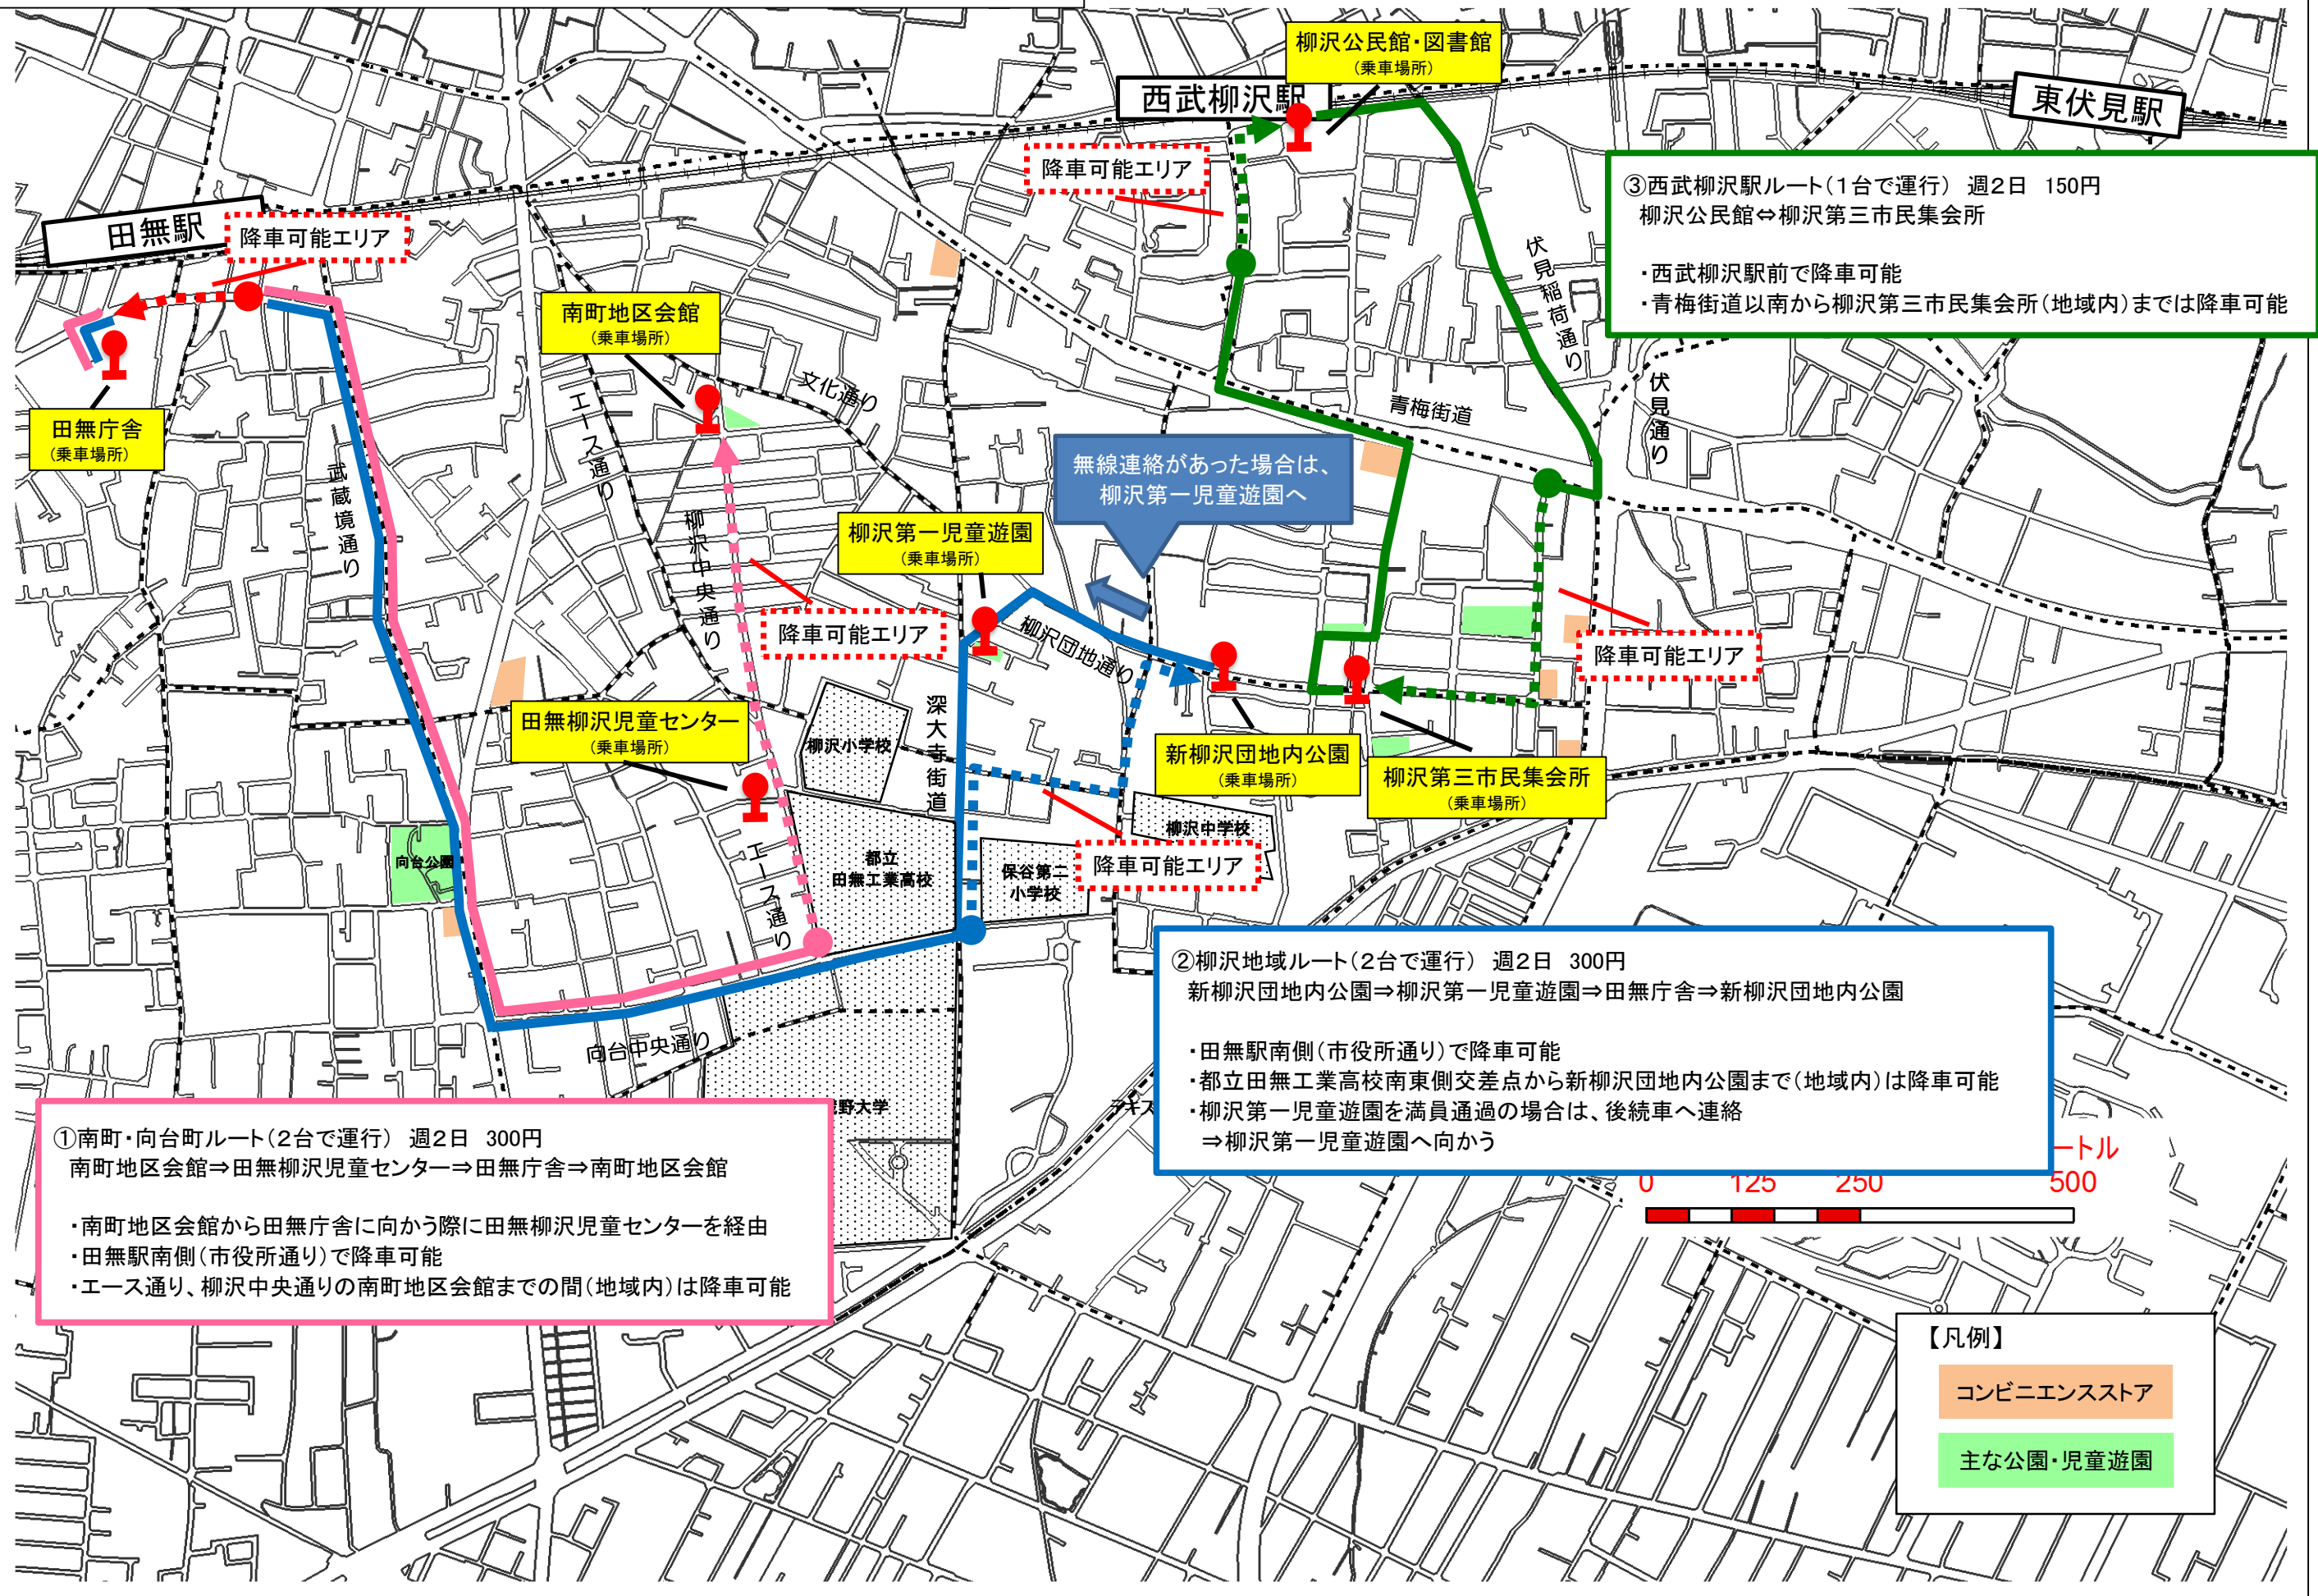 柳沢公民館・図書館
（乗車場所）
西武柳沢駅
東伏見駅
降車可能エリア
③西武柳沢駅ルート（１台で運行）　週２日　150円
柳沢公民館⇔柳沢第三市民集会所
・西武柳沢駅前で降車可能
・青梅街道以南から柳沢第三市民集会所（地域内）までは降車可能
田無駅
降車可能エリア
伏見稲荷通り
南町地区会館
（乗車場所）
文化通り
エース通り
青梅街道
伏見通り
田無庁舎
（乗車場所）
武蔵境通り
無線連絡があった場合は、
柳沢第一児童遊園へ
柳沢中央通り
柳沢第一児童遊園
（乗車場所）
降車可能エリア
柳沢団地通り
降車可能エリア
田無柳沢児童センター
（乗車場所）
柳沢小学校
深大寺街道
新柳沢団地内公園
（乗車場所）
柳沢第三市民集会所
（乗車場所）
向台公園
エース通り
都立
田無工業高校
保谷第二
小学校
柳沢中学校
降車可能エリア
②柳沢地域ルート（２台で運行）　週２日　300円
新柳沢団地内公園⇒柳沢第一児童遊園⇒田無庁舎⇒新柳沢団地内公園
・田無駅南側（市役所通り）で降車可能
・都立田無工業高校南東側交差点から新柳沢団地内公園まで（地域内）は降車可能
・柳沢第一児童遊園を満員通過の場合は、後続車へ連絡
⇒柳沢第一児童遊園へ向かう
向台中央通り
野大学
①南町・向台町ルート（２台で運行）　週２日　300円
南町地区会館⇒田無柳沢児童センター⇒田無庁舎⇒南町地区会館
・南町地区会館から田無庁舎に向かう際に田無柳沢児童センターを経由
・田無駅南側（市役所通り）で降車可能
・エース通り、柳沢中央通りの南町地区会館までの間（地域内）は降車可能
ートル
0 125 250 500
【凡例】
コンビニエンスストア
主な公園・児童遊園